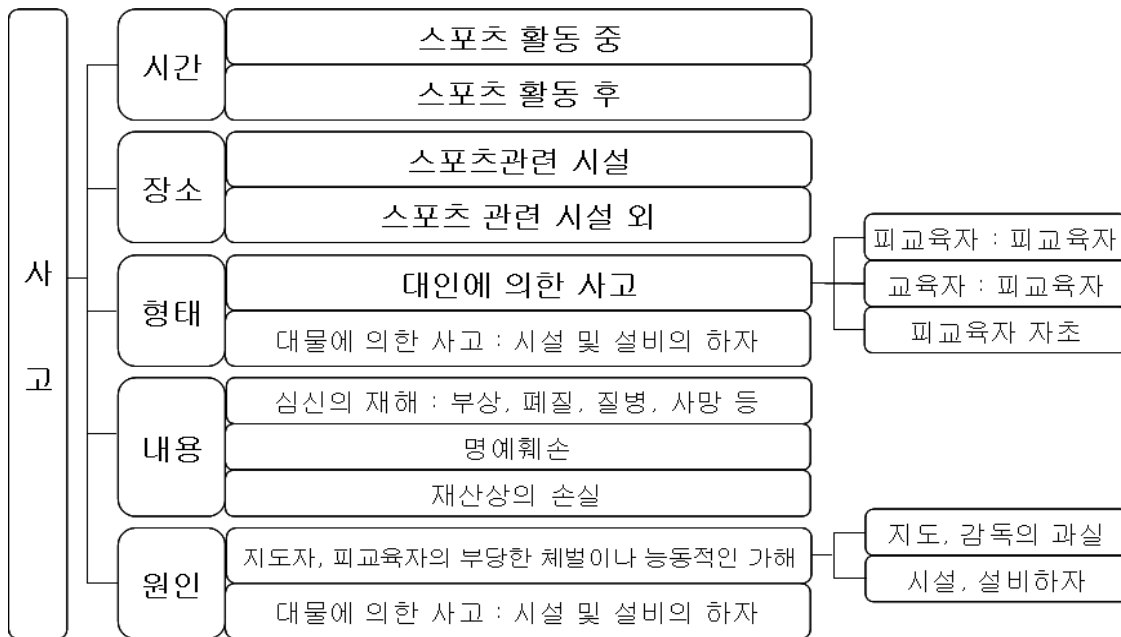 사고
시간
스포츠 활동 중
스포츠 활동 후
장소
스포츠관련 시설
스포츠 관련 시설 외
형태
대인에 의한 사고
피교육자 : 피교육자
교육자 : 피교육자
피교육자 자초
대물에 의한 사고 : 시설 및 설비의 하자
내용
심신의 재해 : 부상, 폐질, 질병, 사망 등
명예훼손
재산상의 손실
원인
지도자, 피교육자의 부당한 체벌이나 능동적인 가해
지도, 감독의 과실
시설, 설비하자
대물에 의한 사고 : 시설 및 설비의 하자